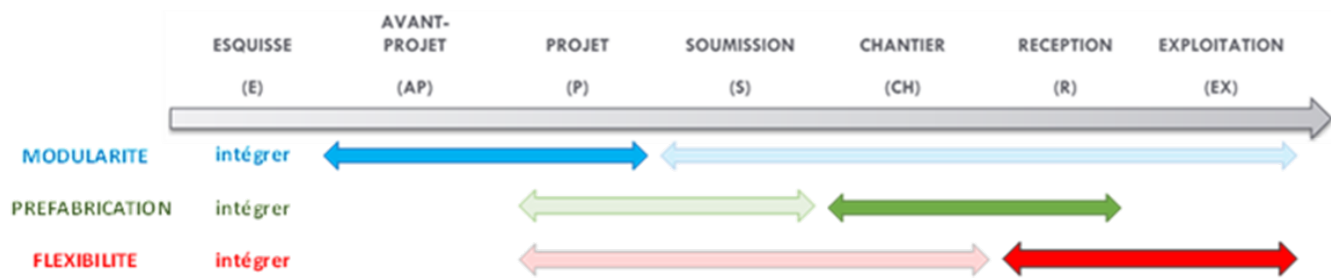 AVANT-
ESQUISSE PROJET PROJET SOUMISSION CHANTIER RECEPTION EXPLOITATION
(E) (AP) (P) (S) (CH) (R) (EX)
MODULARITE intégrer
PREFABRICATION intégrer
FLEXIBILITE intégrer